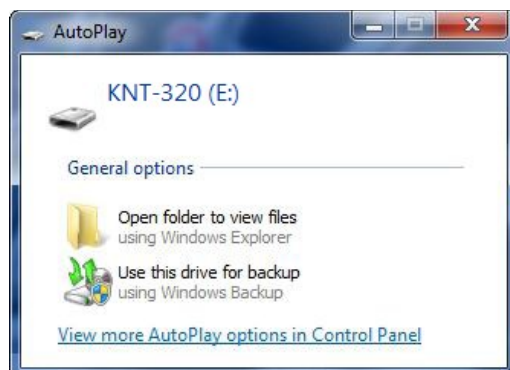 AutoPlay
KNT-320 (E:)
General options
Open folder to view files
using Windows Explorer
Use this drive for backup
using Windows Backup
View more AutoPlay options in Control Panel